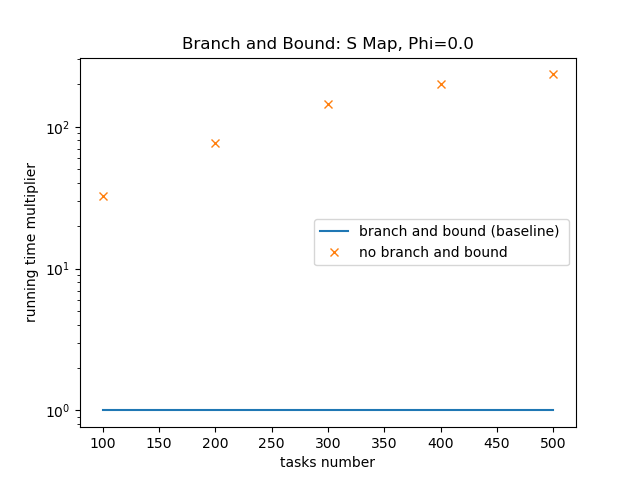 Branch and Bound: S Map, Phi=0.0
running time multiplier
10²
10¹
10⁰
branch and bound (baseline)
no branch and bound
100 150 200 250 300 350 400 450 500
tasks number